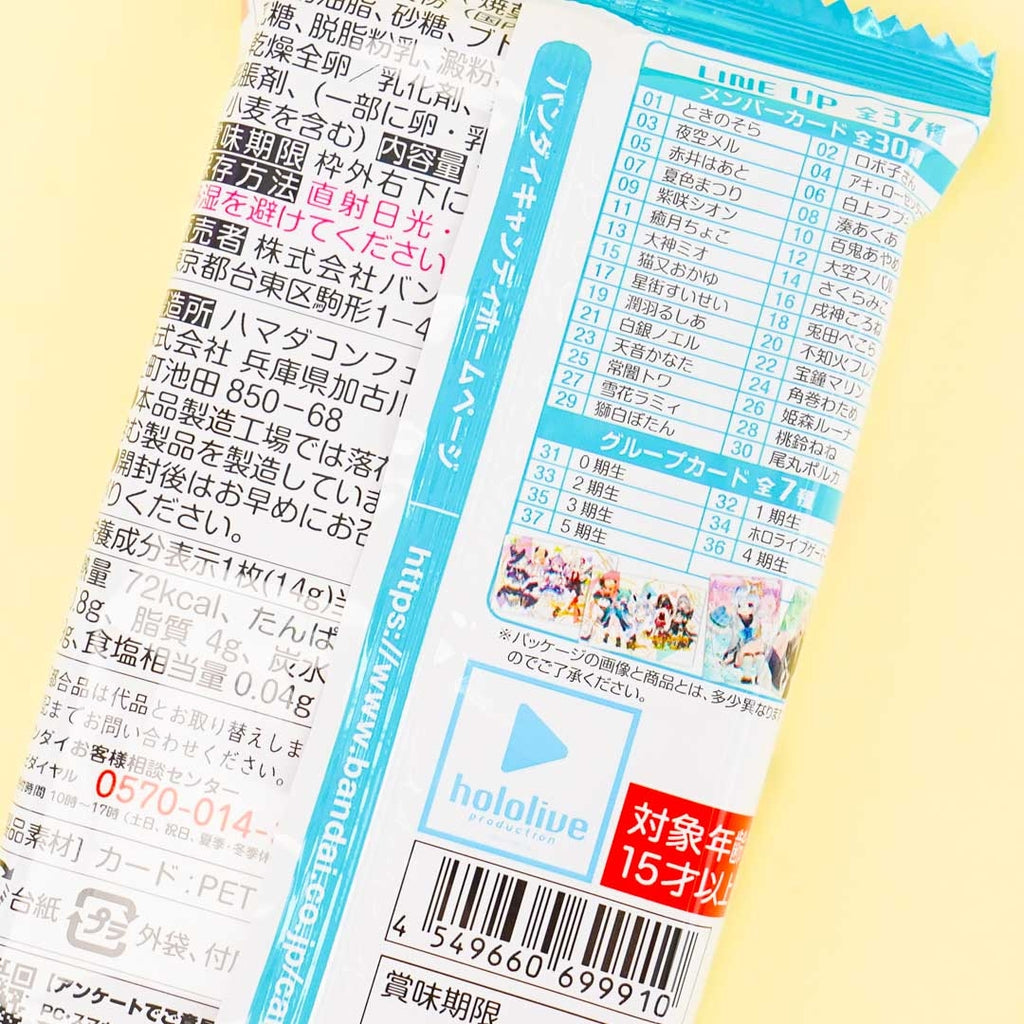 油脂、砂糖、ブト
糖、脱脂粉乳、澱粉
乾燥全卵／乳化剤、
脹剤、(一部に卵・乳
小麦を含む) 内容量
味期限 枠外右下に
存方法 直射日光・
湿を避けてください
売者 株式会社バン
京都台東区駒形1-4
造所 ハマダコンフェ
式会社 兵庫県加古川
町池田 850-68
本品製造工場では落花
む製品を製造していま
開封後はお早めにお召
りください。
養成分表示1枚(14g)当
量 72kcal、たんぱ
.8g、脂質 4g、炭水
g、食塩相当量 0.04g
部合品は代品とお取り替えしま
記までお問い合わせください。
ンダイお客様相談センター
ダイヤル 0570-014-
時間 10時〜17時 (土日、祝日、夏季・冬季休
品素材] カード:PET
台紙 プラ 外袋、付
[アンケートでご意見
PC・スマ
バンダイキャンディホームページ
https://www.bandai.co.jp/ca
LINE UP 全37種
メンバーカード 全30種
01 ときのそら 02 ロボ子さん
03 夜空メル 04 アキ・ローゼンタ
05 赤井はあと 06 白上フブ
07 夏色まつり 08 湊あくあ
09 紫咲シオン 10 百鬼あやめ
11 癒月ちょこ 12 大空スバル
13 大神ミオ 14 さくらみこ
15 猫又おかゆ 16 戌神ころね
17 星街すいせい 18 兎田ぺこら
19 潤羽るしあ 20 不知火フレ
21 白銀ノエル 22 宝鐘マリン
23 天音かなた 24 角巻わため
25 常闇トワ 26 姫森ルーナ
27 雪花ラミィ 28 桃鈴ねね
29 獅白ぼたん 30 尾丸ポルカ
グループカード 全7種
31 0期生 32 1期生
33 2期生 34 ホロライブゲーマ
35 3期生 36 4期生
37 5期生
※パッケージの画像と商品とは、多少異なりま
のでご了承ください。
hololive
production
対象年齢
15才以上
4 549660 699910
賞味期限